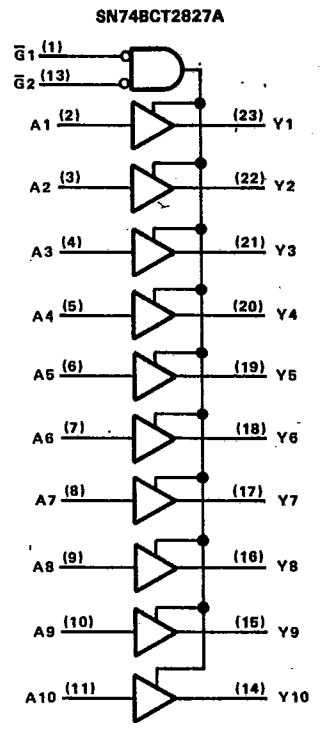 SN74BCT2827A
G̅1 (1)
G̅2 (13)
A1 (2) (23) Y1
A2 (3) (22) Y2
A3 (4) (21) Y3
A4 (5) (20) Y4
A5 (6) (19) Y5
A6 (7) (18) Y6
A7 (8) (17) Y7
A8 (9) (16) Y8
A9 (10) (15) Y9
A10 (11) (14) Y10